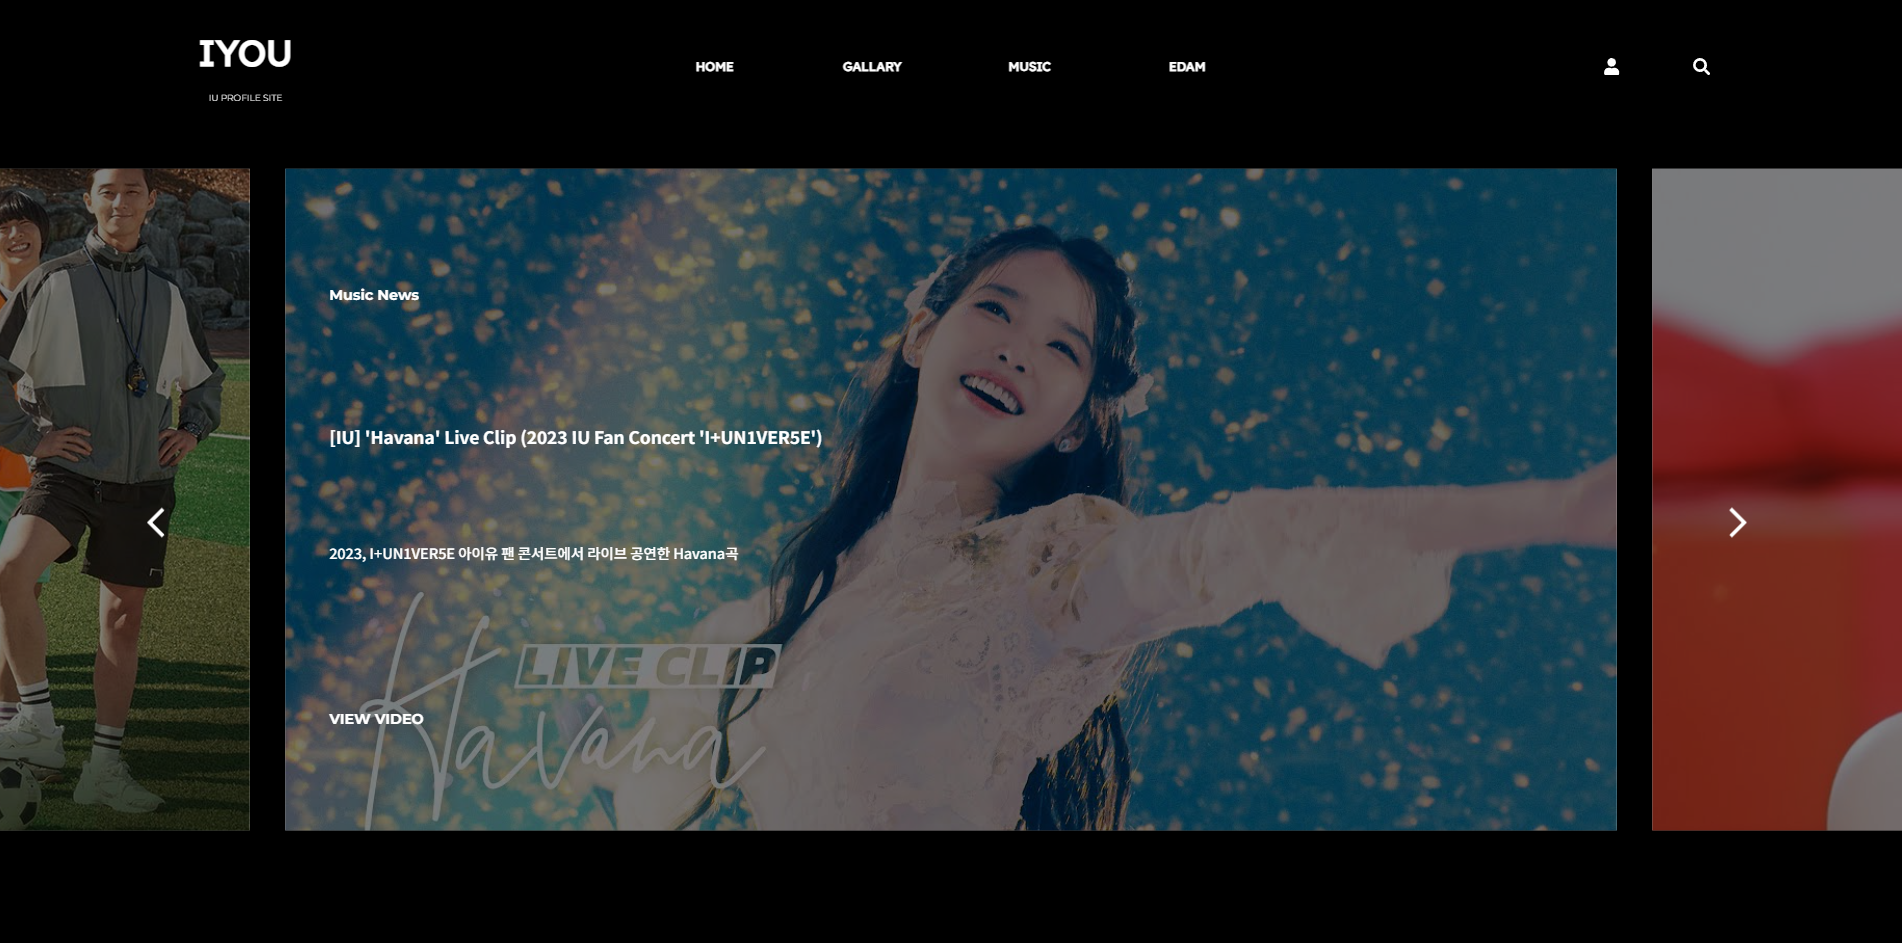 IYOU
IU PROFILE SITE
HOME
GALLARY
MUSIC
EDAM
Music News
[IU] 'Havana' Live Clip (2023 IU Fan Concert 'I+UN1VER5E')
2023, I+UN1VER5E 아이유 팬 콘서트에서 라이브 공연한 Havana곡
LIVE CLIP
Havana
VIEW VIDEO